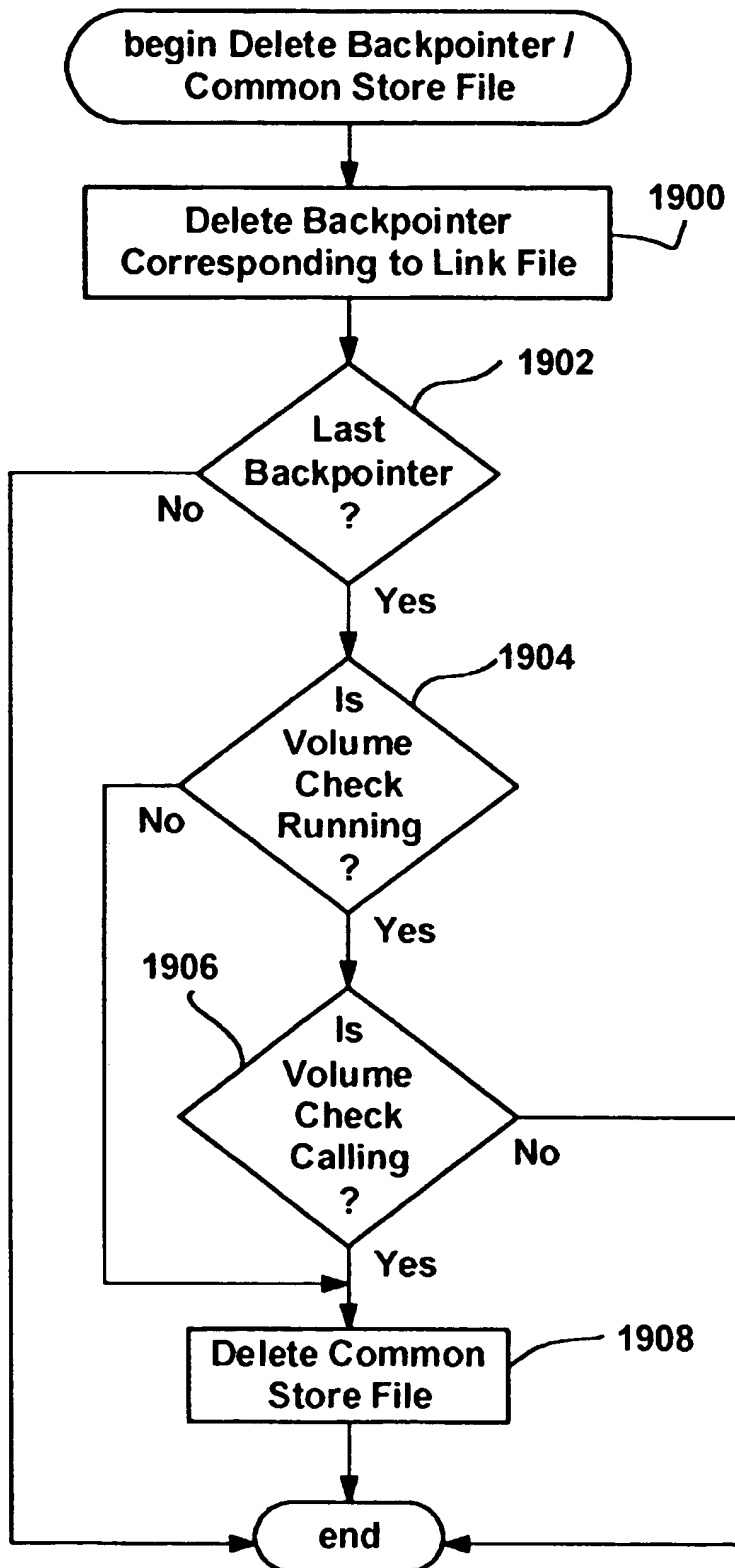 begin Delete Backpointer /
Common Store File
1900
Delete Backpointer
Corresponding to Link File
1902
Last
Backpointer
?
No
Yes
1904
Is
Volume
Check
Running
?
No
Yes
1906
Is
Volume
Check
Calling
?
No
Yes
1908
Delete Common
Store File
end